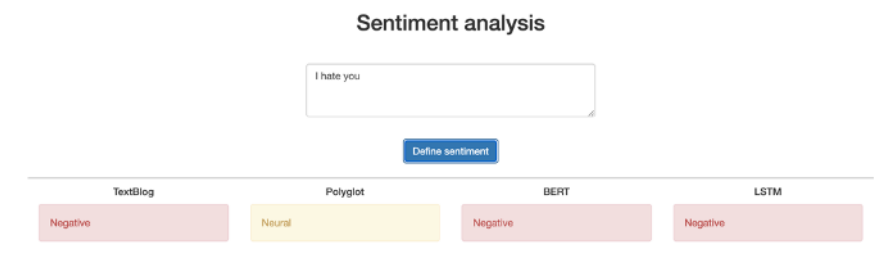 Sentiment analysis
I hate you
Define sentiment
TextBlog Polyglot BERT LSTM
Negative Neural Negative Negative